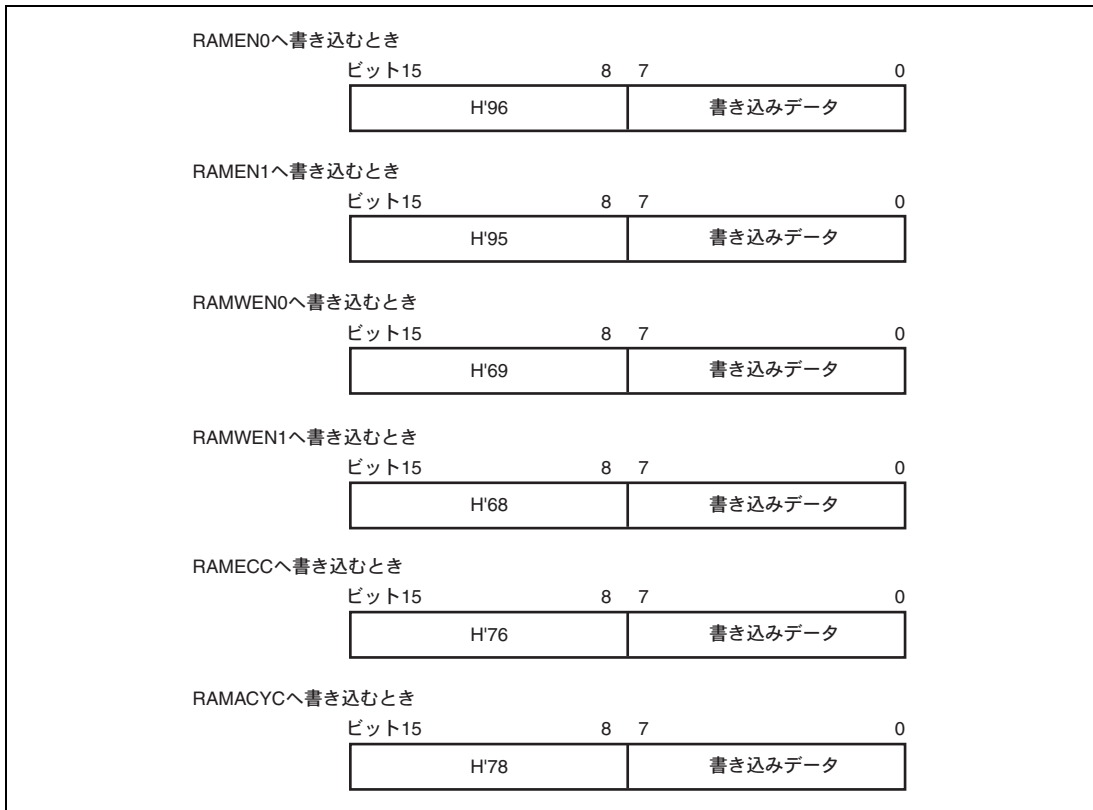 RAMEN0へ書き込むとき
ビット15 8 7 0
H'96 書き込みデータ
RAMEN1へ書き込むとき
ビット15 8 7 0
H'95 書き込みデータ
RAMWEN0へ書き込むとき
ビット15 8 7 0
H'69 書き込みデータ
RAMWEN1へ書き込むとき
ビット15 8 7 0
H'68 書き込みデータ
RAMECCへ書き込むとき
ビット15 8 7 0
H'76 書き込みデータ
RAMACYCへ書き込むとき
ビット15 8 7 0
H'78 書き込みデータ